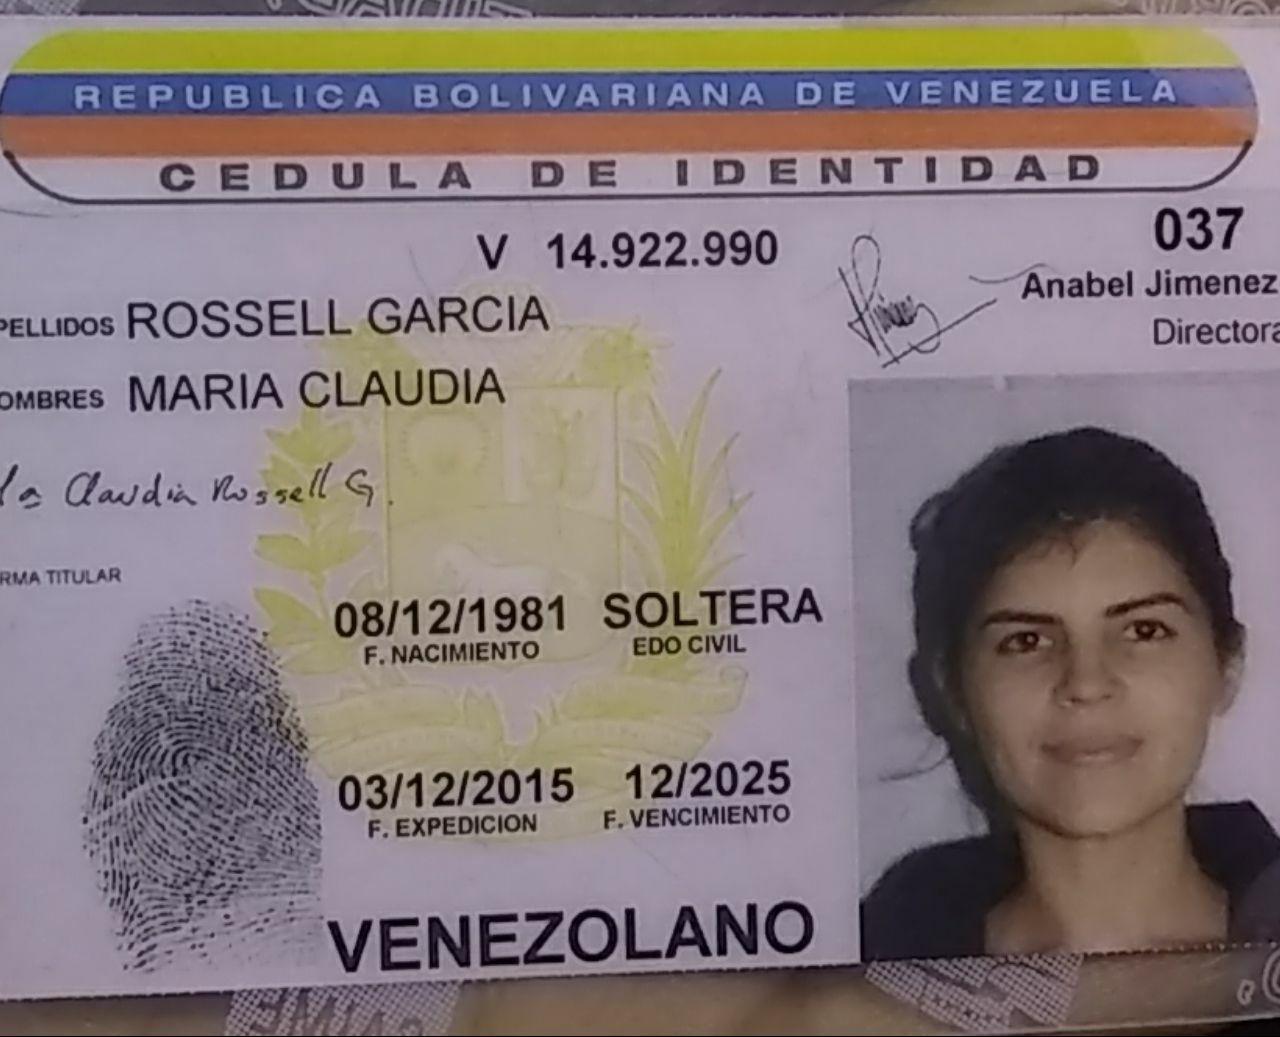 REPUBLICA BOLIVARIANA DE VENEZUELA
CEDULA DE IDENTIDAD
V 14.922.990
037
Anabel Jimenez
Directora
PELLIDOS ROSSELL GARCIA
OMBRES MARIA CLAUDIA
Claudia Rossell G.
RMA TITULAR
08/12/1981 SOLTERA
F. NACIMIENTO EDO CIVIL
03/12/2015 12/2025
F. EXPEDICION F. VENCIMIENTO
VENEZOLANO